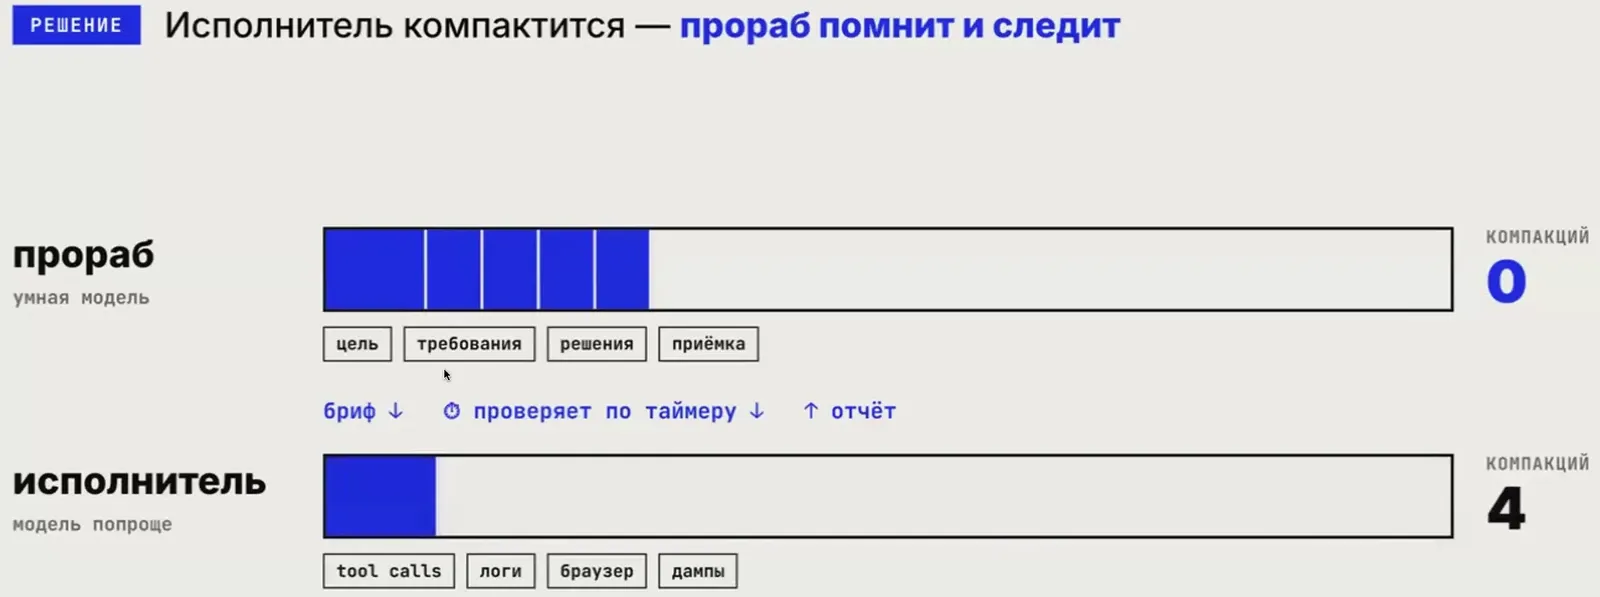 РЕШЕНИЕ Исполнитель компактится — прораб помнит и следит
прораб
умная модель
КОМПАКЦИЙ
0
цель требования решения приёмка
бриф ↓ ⏱ проверяет по таймеру ↓ ↑ отчёт
исполнитель
модель попроще
КОМПАКЦИЙ
4
tool calls логи браузер дампы